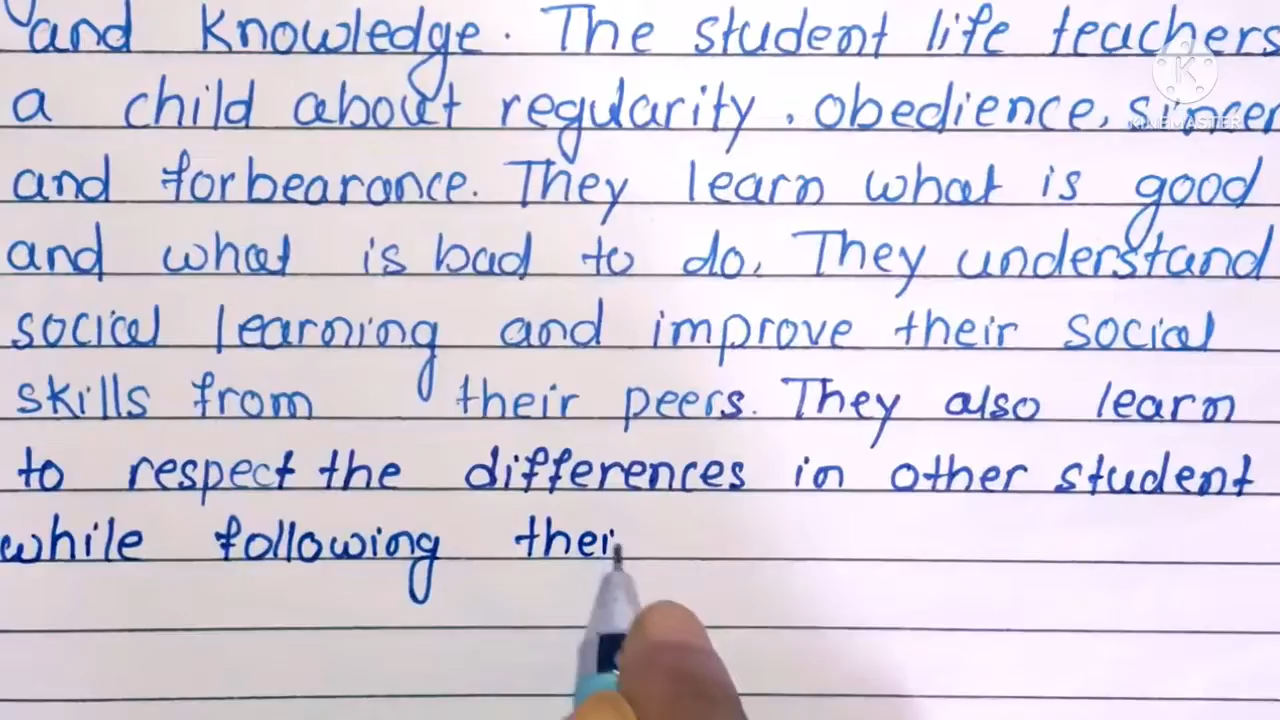 and knowledge. The student life teachers
a child about regularity, obedience,
and forbearance. They learn what is good
and what is bad to do. They understand
social learning and improve their social
skills from their peers. They also learn
to respect the differences in other student
while following thei
KINEMASTER